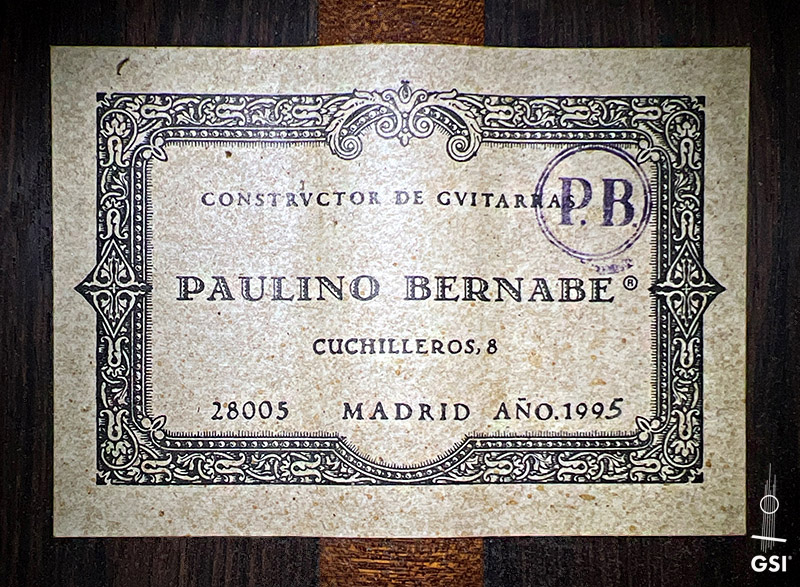 CONSTRVCTOR DE GVITARRAS
P.B.
PAULINO BERNABE®
CUCHILLEROS, 8
28005 MADRID AÑO.1995
GSI®